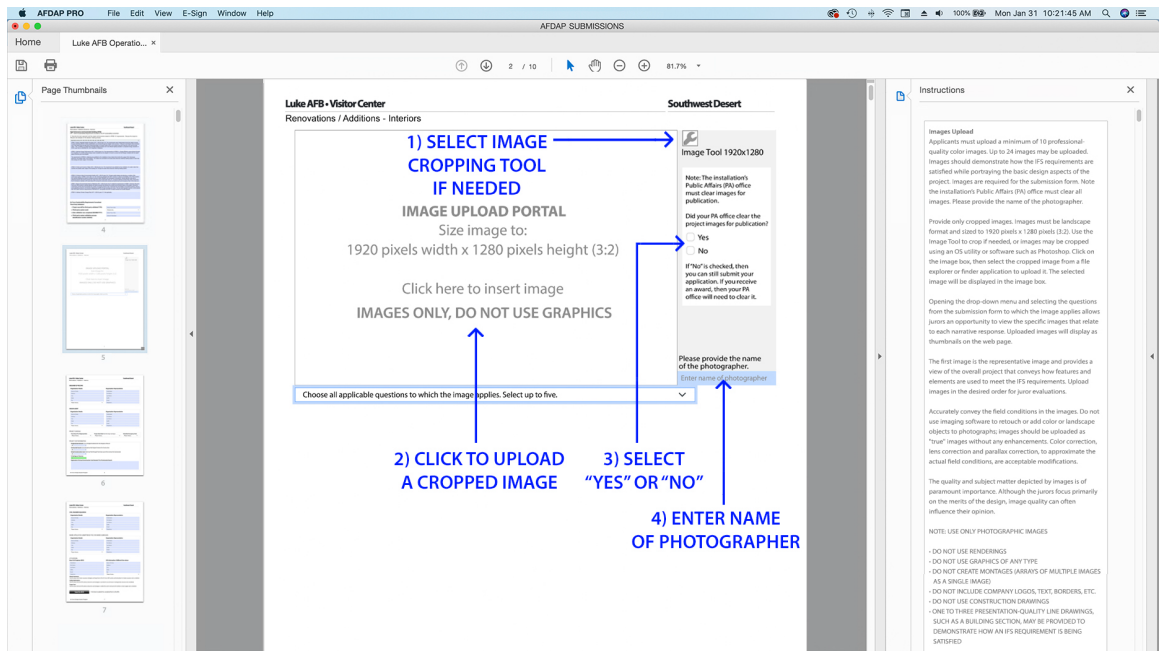 AFDAP PRO File Edit View E-Sign Window Help 100% Mon Jan 31 10:21:45 AM
AFDAP SUBMISSIONS
Home Luke AFB Operatio... ×
2 / 10 81.7%
Page Thumbnails
4
5
6
7
Luke AFB • Visitor Center Southwest Desert
Renovations / Additions - Interiors
1) SELECT IMAGE
CROPPING TOOL
IF NEEDED
IMAGE UPLOAD PORTAL
Size image to:
1920 pixels width x 1280 pixels height (3:2)
Click here to insert image
IMAGES ONLY, DO NOT USE GRAPHICS
Image Tool 1920x1280
Note: The installation's
Public Affairs (PA) office
must clear images for
publication.
Did your PA office clear the
project images for publication?
Yes
No
If "No" is checked, then
you can still submit your
application. If you receive
an award, then your PA
office will need to clear it.
Please provide the name
of the photographer.
Enter name of photographer
Choose all applicable questions to which the image applies. Select up to five.
2) CLICK TO UPLOAD
A CROPPED IMAGE
3) SELECT
“YES” OR “NO”
4) ENTER NAME
OF PHOTOGRAPHER
Instructions
Images Upload
Applicants must upload a minimum of 10 professional-
quality color images. Up to 24 images may be uploaded.
Images should demonstrate how the IFS requirements are
satisfied while portraying the basic design aspects of the
project. Images are required for the submission form. Note
the installation's Public Affairs (PA) office must clear all
images. Please provide the name of the photographer.
Provide only cropped images. Images must be landscape
format and sized to 1920 pixels x 1280 pixels (3:2). Use the
Image Tool to crop if needed, or images may be cropped
using an OS utility or software such as Photoshop. Click on
the image box, then select the cropped image from a file
explorer or finder application to upload it. The selected
image will be displayed in the image box.
Opening the drop-down menu and selecting the questions
from the submission form to which the image applies allows
jurors an opportunity to view the specific images that relate
to each narrative response. Uploaded images will display as
thumbnails on the web page.
The first image is the representative image and provides a
view of the overall project that conveys how features and
elements are used to meet the IFS requirements. Upload
images in the desired order for juror evaluations.
Accurately convey the field conditions in the images. Do not
use imaging software to retouch or add color or landscape
objects to photographs; images should be uploaded as
"true" images without any enhancements. Color correction,
lens correction and parallax correction, to approximate the
actual field conditions, are acceptable modifications.
The quality and subject matter depicted by images is of
paramount importance. Although the jurors focus primarily
on the merits of the design, image quality can often
influence their opinion.
NOTE: USE ONLY PHOTOGRAPHIC IMAGES
- DO NOT USE RENDERINGS
- DO NOT USE GRAPHICS OF ANY TYPE
- DO NOT CREATE MONTAGES (ARRAYS OF MULTIPLE IMAGES
AS A SINGLE IMAGE)
- DO NOT INCLUDE COMPANY LOGOS, TEXT, BORDERS, ETC.
- DO NOT USE CONSTRUCTION DRAWINGS
- ONE TO THREE PRESENTATION-QUALITY LINE DRAWINGS,
SUCH AS A BUILDING SECTION, MAY BE PROVIDED TO
DEMONSTRATE HOW AN IFS REQUIREMENT IS BEING
SATISFIED